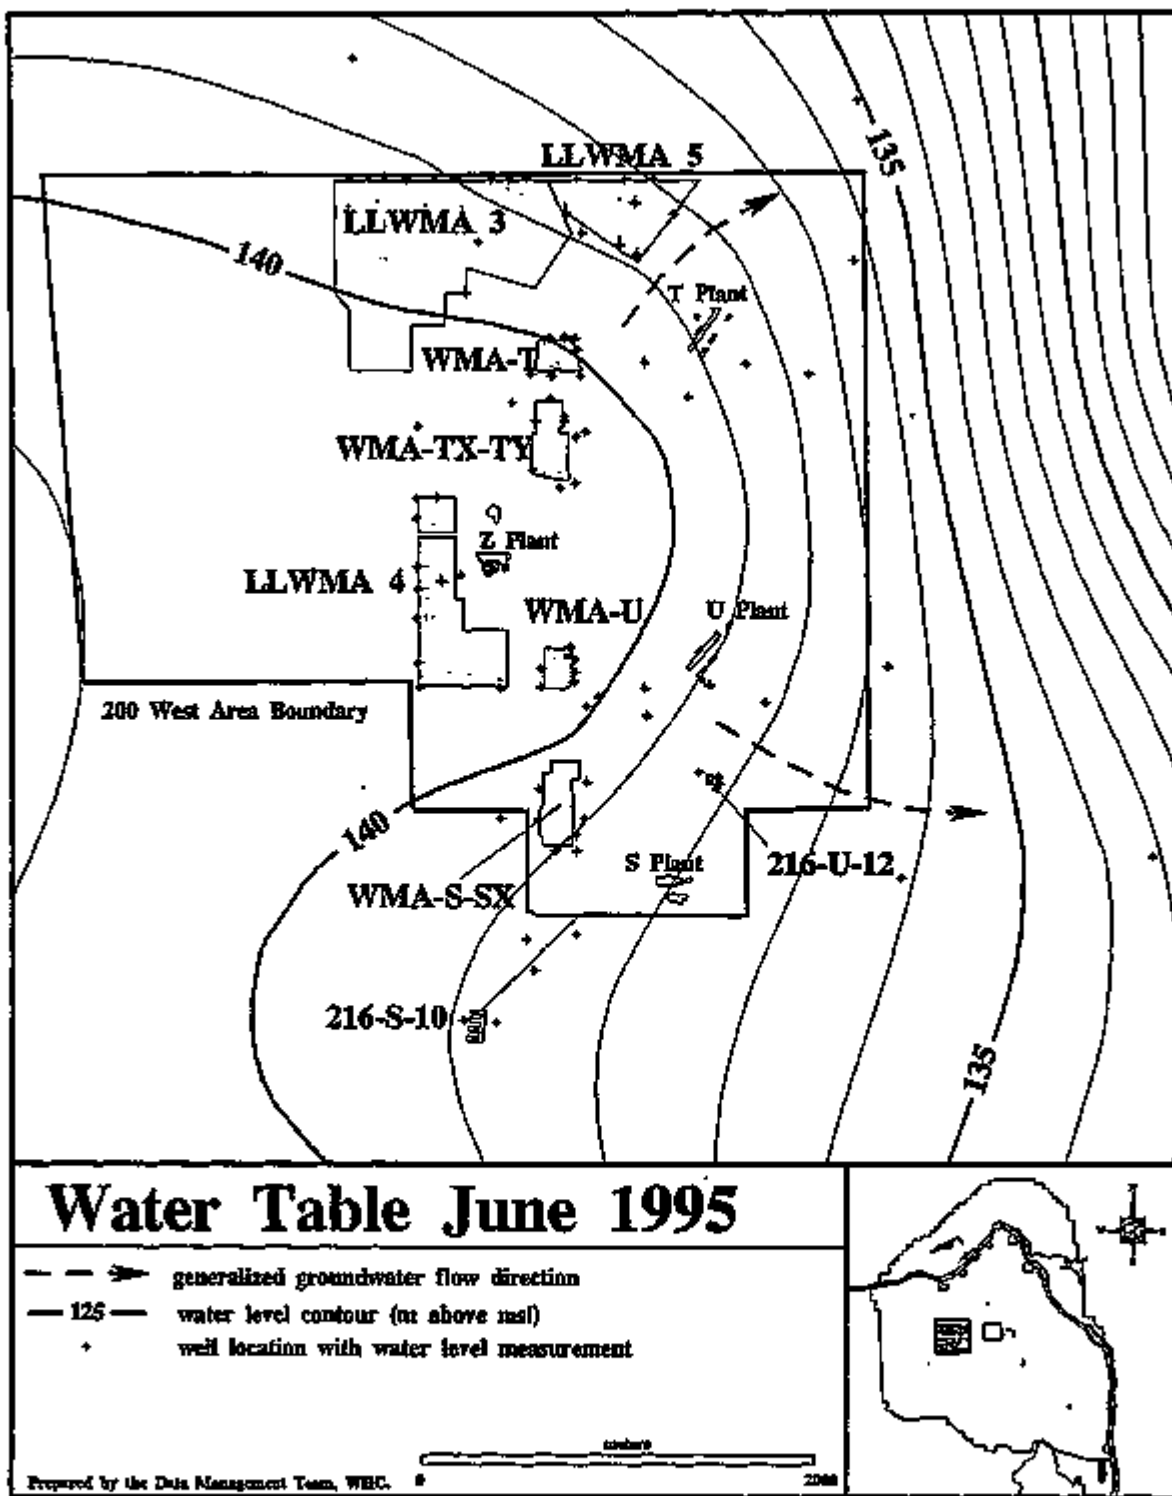 135
LLWMA 5
LLWMA 3
140
T Plant
WMA-T
WMA-TX-TY
Z Plant
LLWMA 4
WMA-U
U Plant
200 West Area Boundary
140
S Plant
216-U-12
WMA-S-SX
216-S-10
135
Water Table June 1995
generalized groundwater flow direction
125
water level contour (m above msl)
well location with water level measurement
meters
0
2000
Prepared by the Data Management Team, WHC.